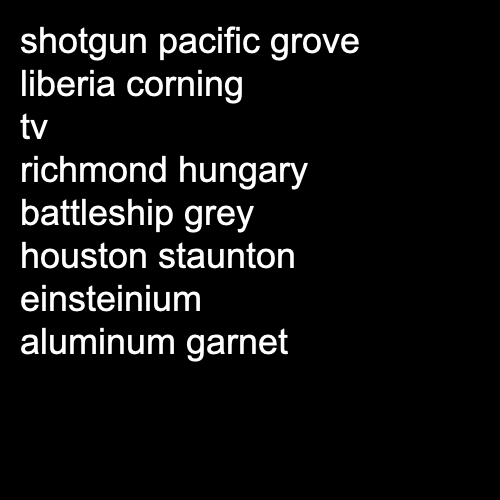 shotgun pacific grove
liberia corning
tv
richmond hungary
battleship grey
houston staunton
einsteinium
aluminum garnet